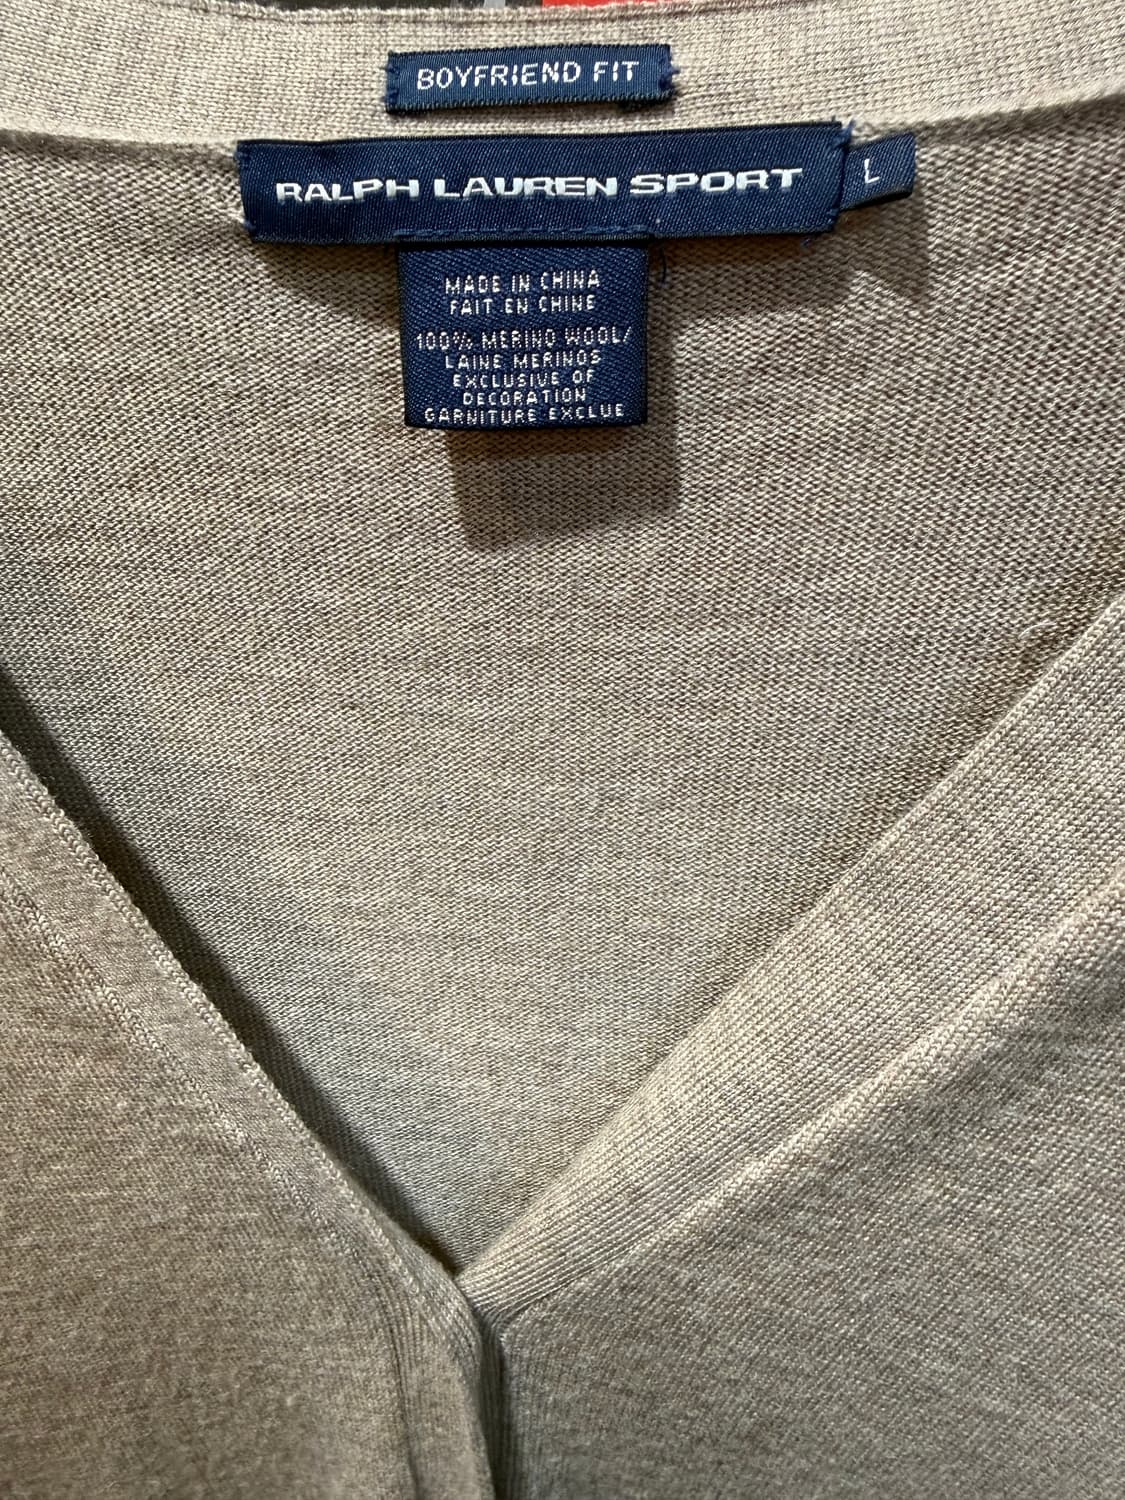 BOYFRIEND FIT
RALPH LAUREN SPORT
L
MADE IN CHINA
FAIT EN CHINE
100% MERINO WOOL/
LAINE MERINOS
EXCLUSIVE OF
DECORATION
GARNITURE EXCLUE